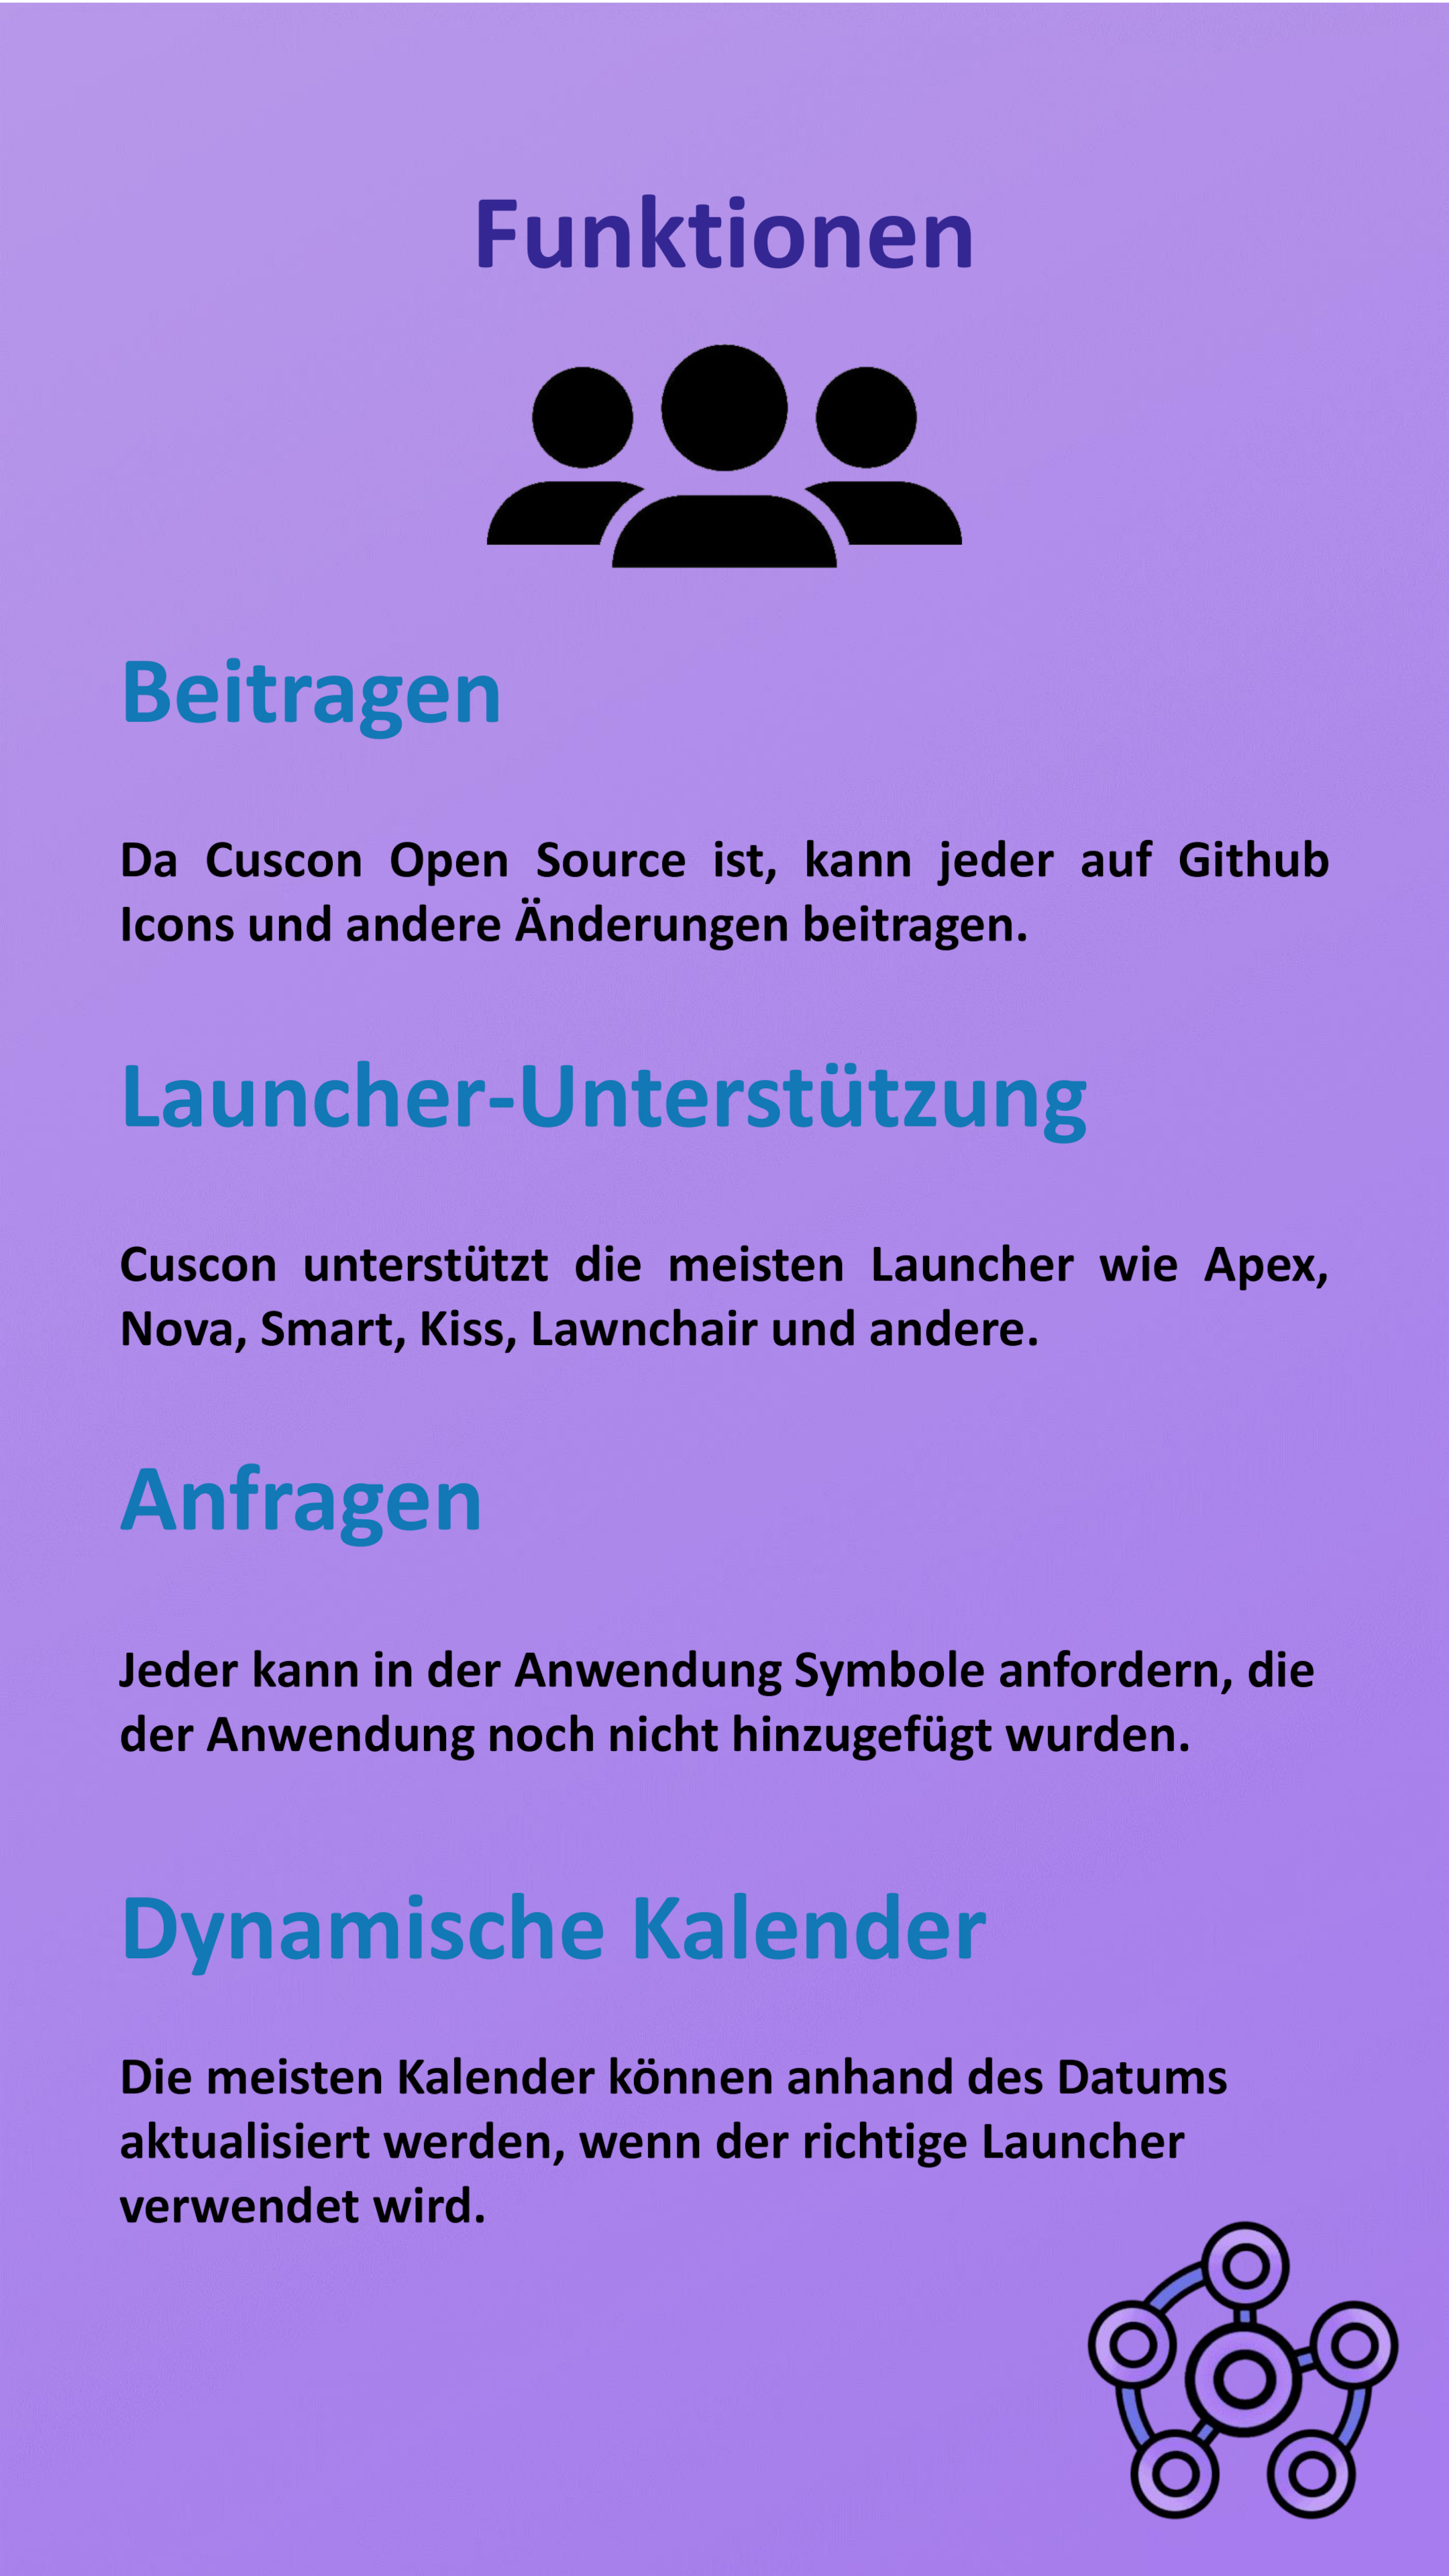 Funktionen
Beitragen
Da Cuscon Open Source ist, kann jeder auf Github
Icons und andere Änderungen beitragen.
Launcher-Unterstützung
Cuscon unterstützt die meisten Launcher wie Apex,
Nova, Smart, Kiss, Lawnchair und andere.
Anfragen
Jeder kann in der Anwendung Symbole anfordern, die
der Anwendung noch nicht hinzugefügt wurden.
Dynamische Kalender
Die meisten Kalender können anhand des Datums
aktualisiert werden, wenn der richtige Launcher
verwendet wird.